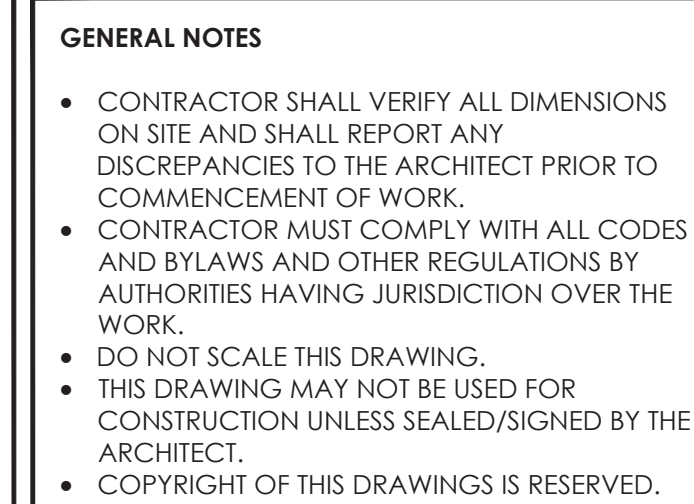 GENERAL NOTES
• CONTRACTOR SHALL VERIFY ALL DIMENSIONS
ON SITE AND SHALL REPORT ANY
DISCREPANCIES TO THE ARCHITECT PRIOR TO
COMMENCEMENT OF WORK.
• CONTRACTOR MUST COMPLY WITH ALL CODES
AND BYLAWS AND OTHER REGULATIONS BY
AUTHORITIES HAVING JURISDICTION OVER THE
WORK.
• DO NOT SCALE THIS DRAWING.
• THIS DRAWING MAY NOT BE USED FOR
CONSTRUCTION UNLESS SEALED/SIGNED BY THE
ARCHITECT.
• COPYRIGHT OF THIS DRAWINGS IS RESERVED.